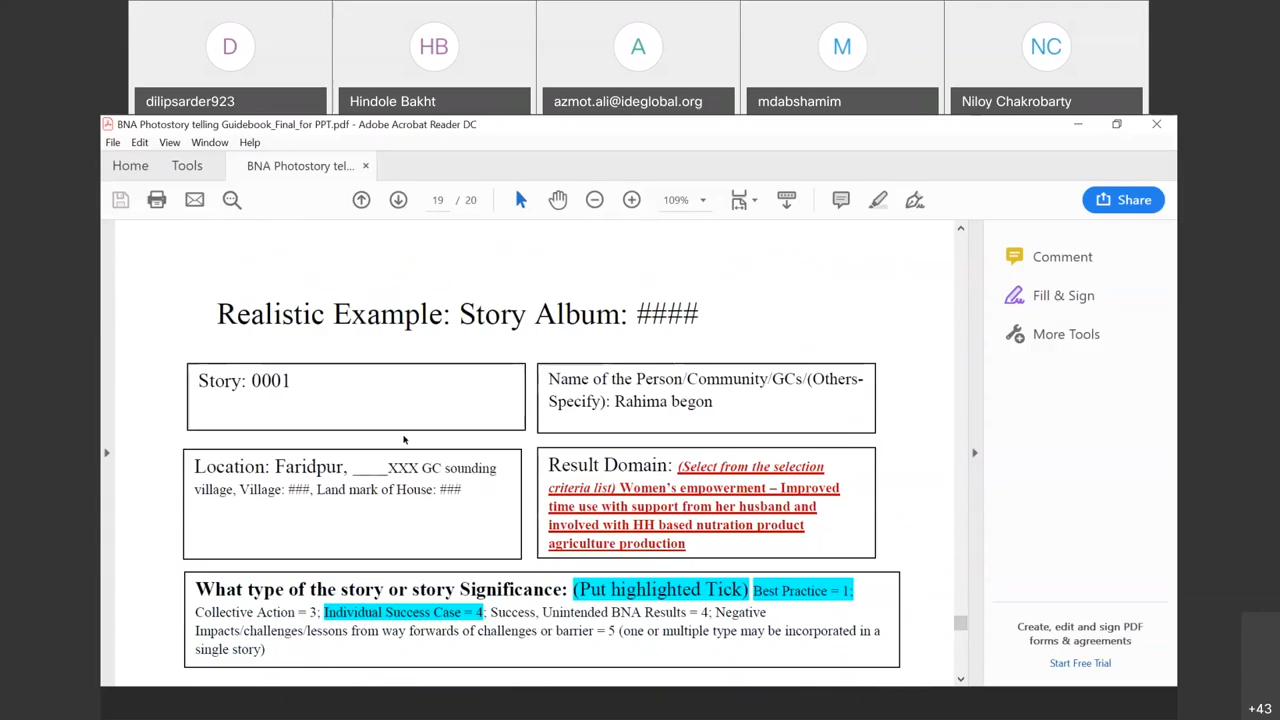 D
HB
A
M
NC
dilipsarder923
Hindole Bakht
azmot.ali@ideglobal.org
mdabshamim
Niloy Chakrobarty
BNA Photostory telling Guidebook_Final_for PPT.pdf - Adobe Acrobat Reader DC
File Edit View Window Help
Home Tools BNA Photostory tel...
19 / 20
109%
Share
Comment
Fill & Sign
More Tools
Realistic Example: Story Album: ####
Story: 0001
Name of the Person/Community/GCs/(Others-
Specify): Rahima begon
Location: Faridpur, ____XXX GC sounding
village, Village: ###, Land mark of House: ###
Result Domain: (Select from the selection
criteria list) Women's empowerment – Improved
time use with support from her husband and
involved with HH based nutration product
agriculture production
What type of the story or story Significance: (Put highlighted Tick) Best Practice = 1;
Collective Action = 3; Individual Success Case = 4; Success, Unintended BNA Results = 4; Negative
Impacts/challenges/lessons from way forwards of challenges or barrier = 5 (one or multiple type may be incorporated in a
single story)
Create, edit and sign PDF
forms & agreements
Start Free Trial
+43